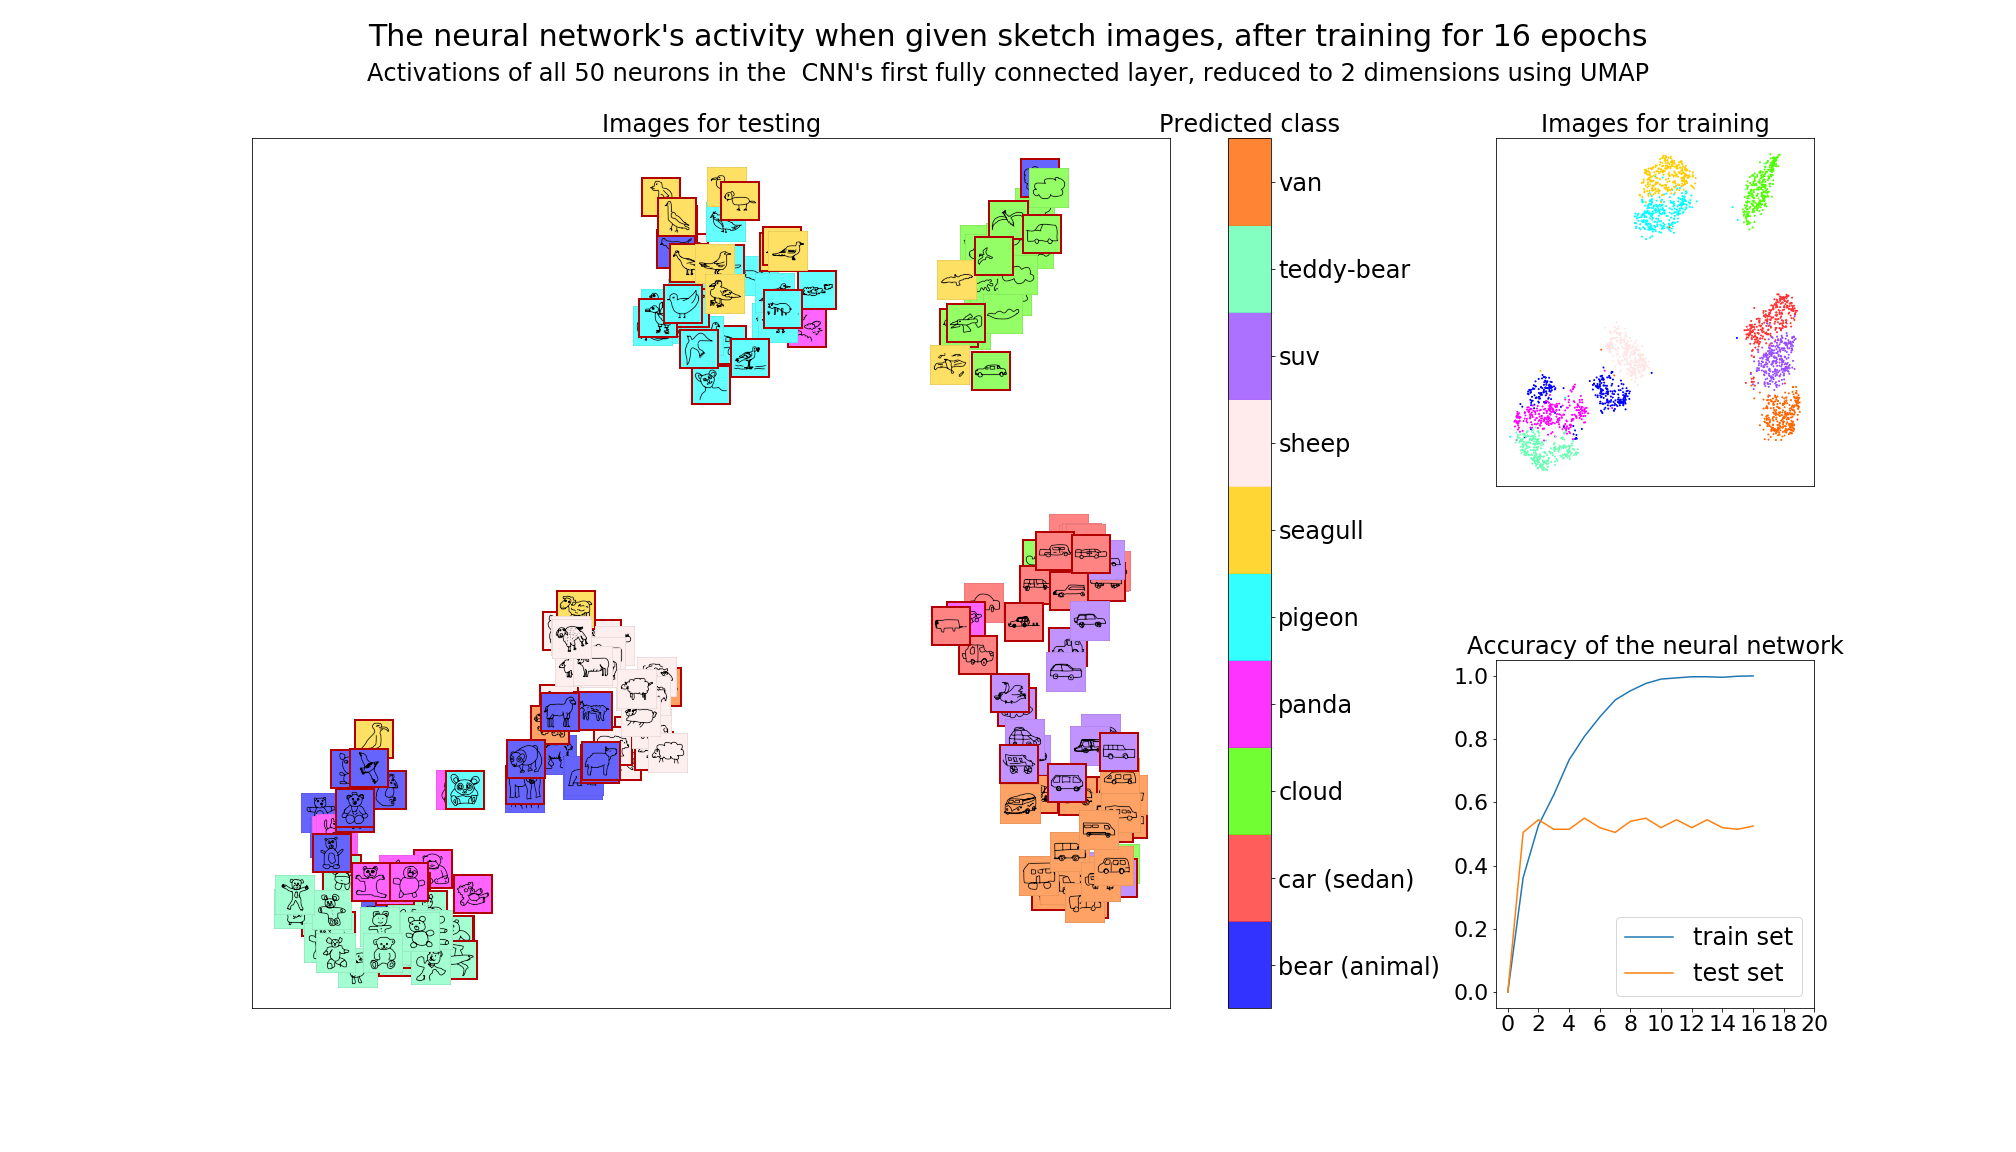 The neural network's activity when given sketch images, after training for 16 epochs
Activations of all 50 neurons in the  CNN's first fully connected layer, reduced to 2 dimensions using UMAP
Images for testing
Predicted class
van
teddy-bear
suv
sheep
seagull
pigeon
panda
cloud
car (sedan)
bear (animal)
Images for training
Accuracy of the neural network
1.0
0.8
0.6
0.4
0.2
0.0
train set
test set
0 2 4 6 8 10 12 14 16 18 20